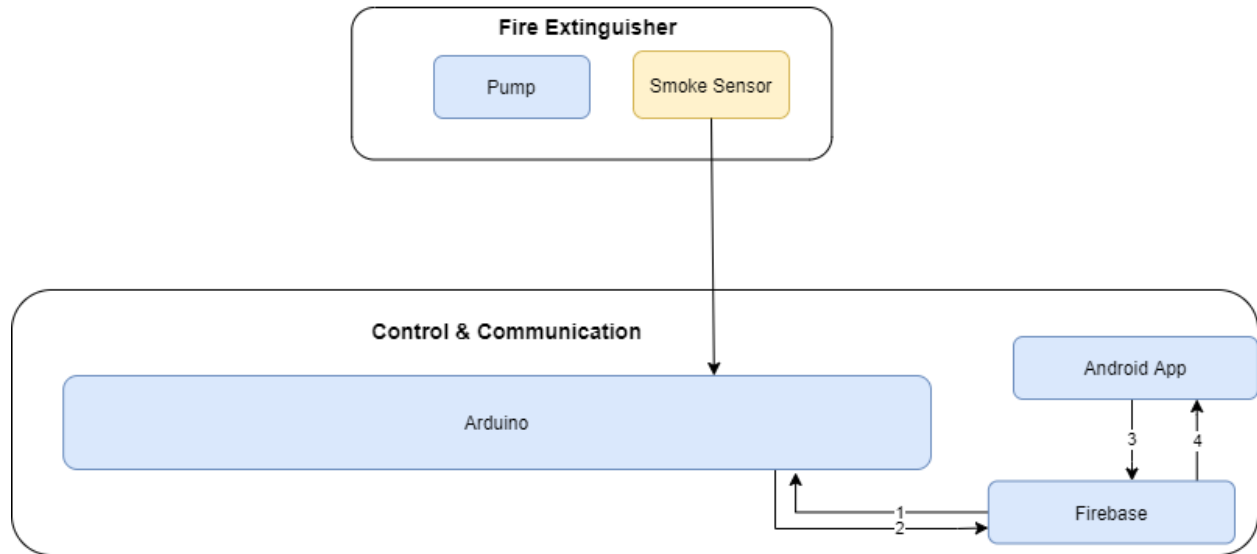 Fire Extinguisher
Pump
Smoke Sensor
Control & Communication
Android App
Arduino
3
4
1
2
Firebase